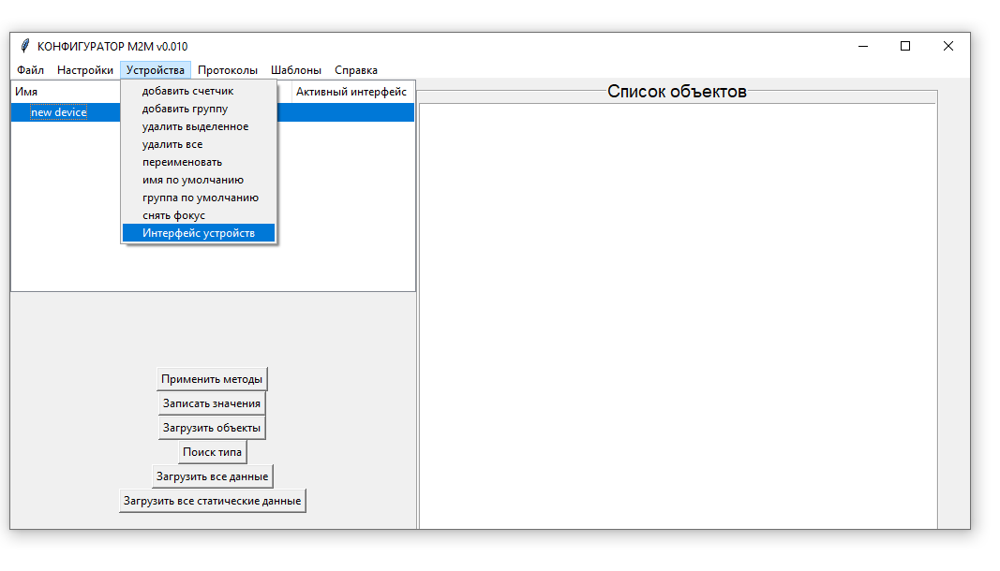 КОНФИГУРАТОР M2M v0.010
Файл Настройки Устройства Протоколы Шаблоны Справка
Имя Активный интерфейс
new device
добавить счетчик
добавить группу
удалить выделенное
удалить все
переименовать
имя по умолчанию
группа по умолчанию
снять фокус
Интерфейс устройств
Список объектов
Применить методы
Записать значения
Загрузить объекты
Поиск типа
Загрузить все данные
Загрузить все статические данные